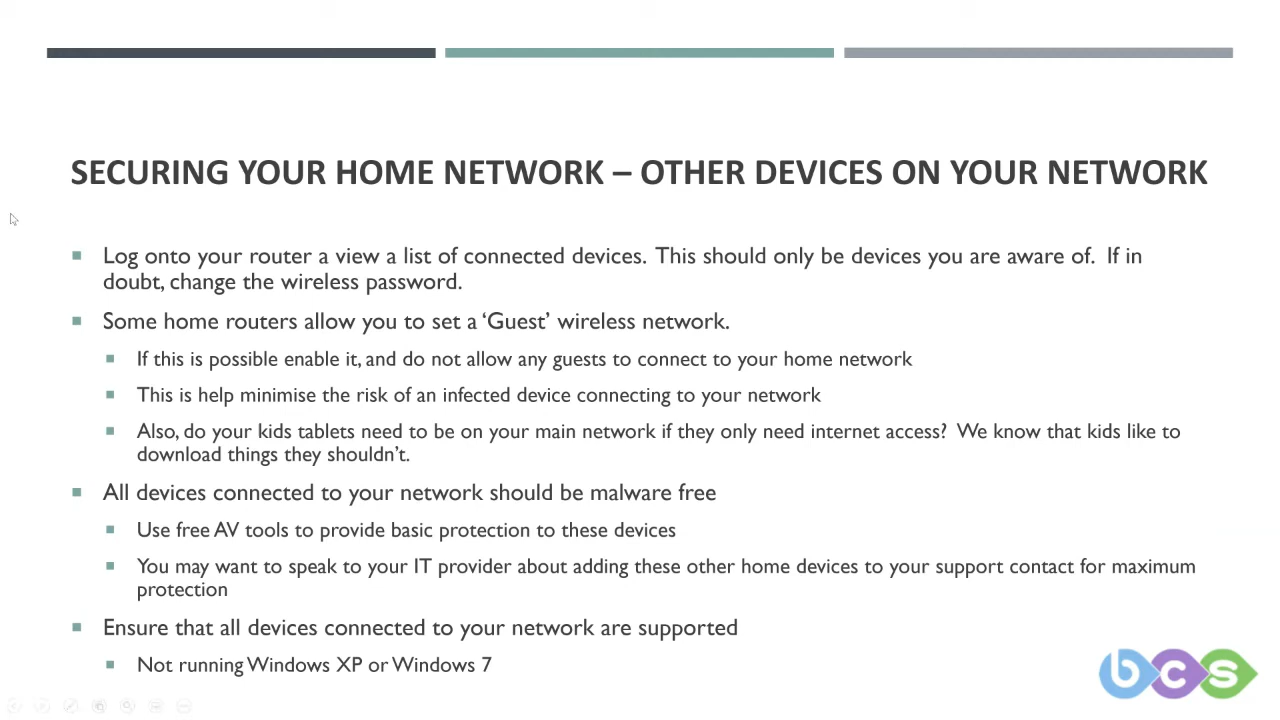 SECURING YOUR HOME NETWORK – OTHER DEVICES ON YOUR NETWORK
Log onto your router a view a list of connected devices. This should only be devices you are aware of. If in
doubt, change the wireless password.
Some home routers allow you to set a ‘Guest’ wireless network.
If this is possible enable it, and do not allow any guests to connect to your home network
This is help minimise the risk of an infected device connecting to your network
Also, do your kids tablets need to be on your main network if they only need internet access? We know that kids like to
download things they shouldn’t.
All devices connected to your network should be malware free
Use free AV tools to provide basic protection to these devices
You may want to speak to your IT provider about adding these other home devices to your support contact for maximum
protection
Ensure that all devices connected to your network are supported
Not running Windows XP or Windows 7
bcs